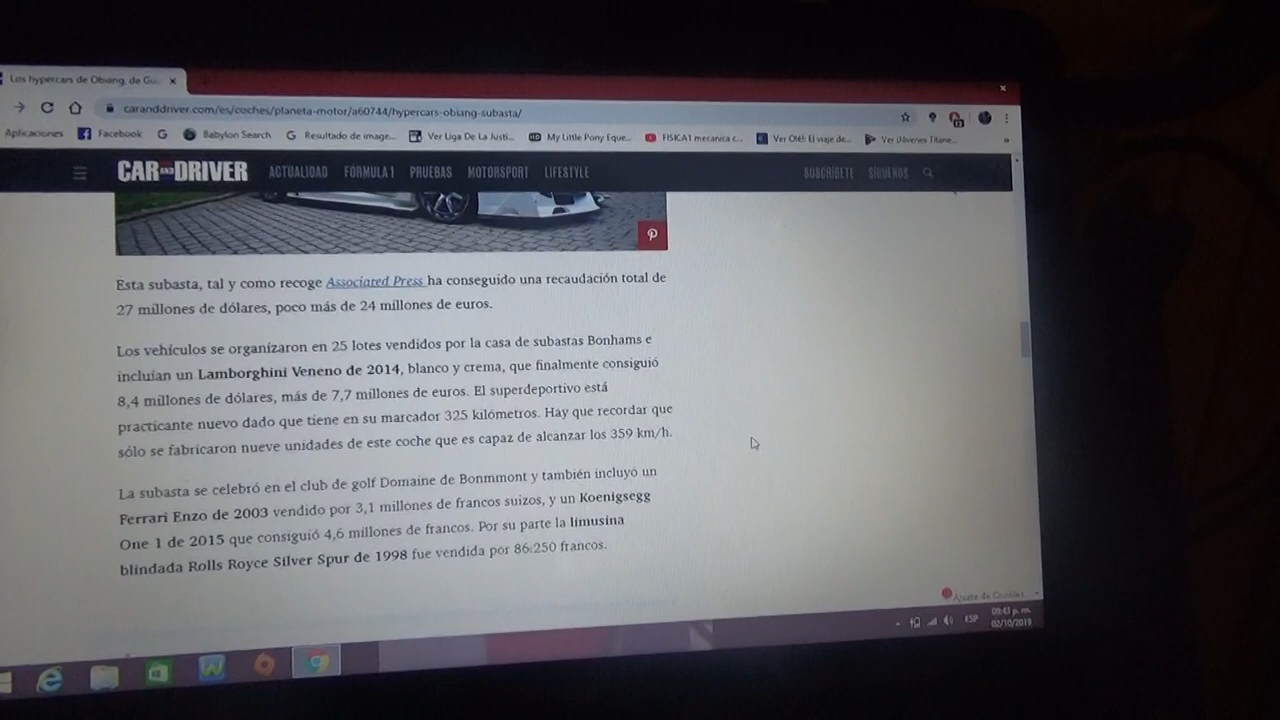 Los hypercars de Obiang, de Gu
caranddriver.com/es/coches/planeta-motor/a60744/hypercars-obiang-subasta/
Aplicaciones Facebook Babylon Search Resultado de image... Ver Liga De La Justi... My Little Pony Eque... FISICA1 mecanica c... Ver Olé! El viaje de... Ver Jóvenes Titane... »
CAR AND DRIVER ACTUALIDAD FÓRMULA 1 PRUEBAS MOTORSPORT LIFESTYLE SUSCRÍBETE SÍGUENOS
Esta subasta, tal y como recoge Associated Press ha conseguido una recaudación total de
27 millones de dólares, poco más de 24 millones de euros.
Los vehículos se organizaron en 25 lotes vendidos por la casa de subastas Bonhams e
incluían un Lamborghini Veneno de 2014, blanco y crema, que finalmente consiguió
8,4 millones de dólares, más de 7,7 millones de euros. El superdeportivo está
practicante nuevo dado que tiene en su marcador 325 kilómetros. Hay que recordar que
sólo se fabricaron nueve unidades de este coche que es capaz de alcanzar los 359 km/h.
La subasta se celebró en el club de golf Domaine de Bonmmont y también incluyó un
Ferrari Enzo de 2003 vendido por 3,1 millones de francos suizos, y un Koenigsegg
One 1 de 2015 que consiguió 4,6 millones de francos. Por su parte la limusina
blindada Rolls Royce Silver Spur de 1998 fue vendida por 86.250 francos.
Ajuste de Cookies
ESP 09:43 p. m.
02/10/2019